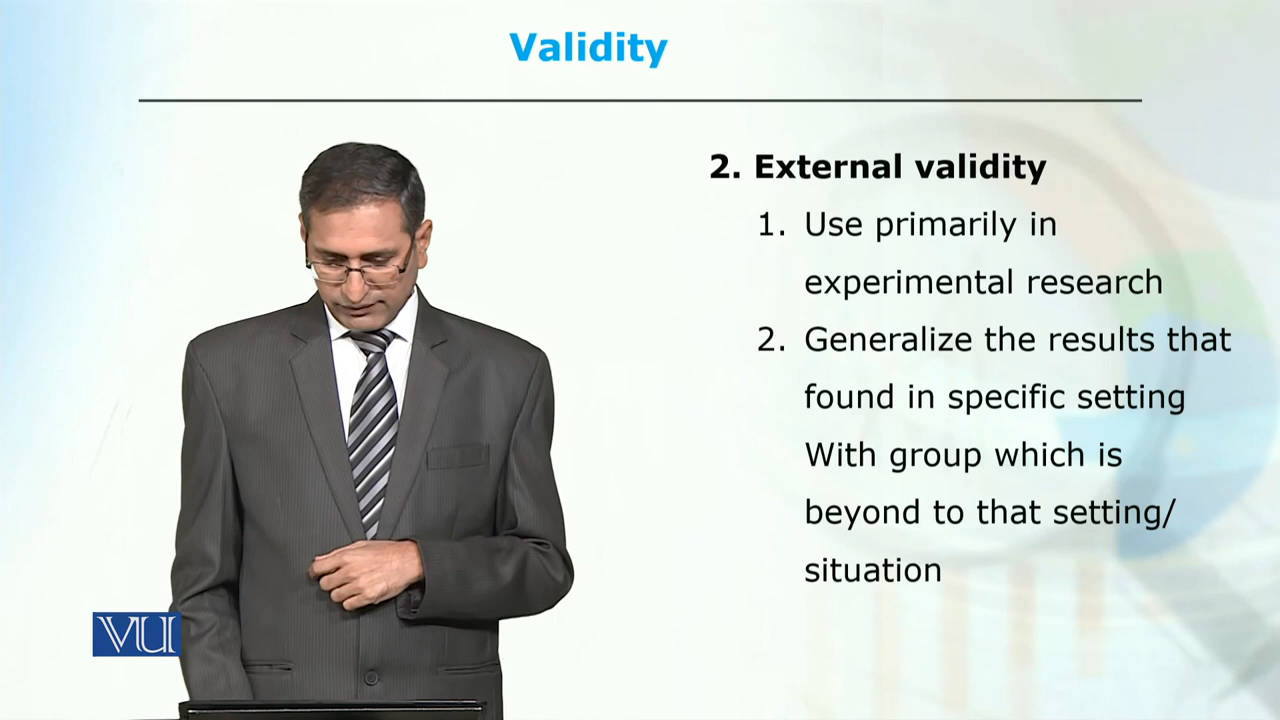 Validity
2. External validity
1. Use primarily in
experimental research
2. Generalize the results that
found in specific setting
With group which is
beyond to that setting/
situation
VU